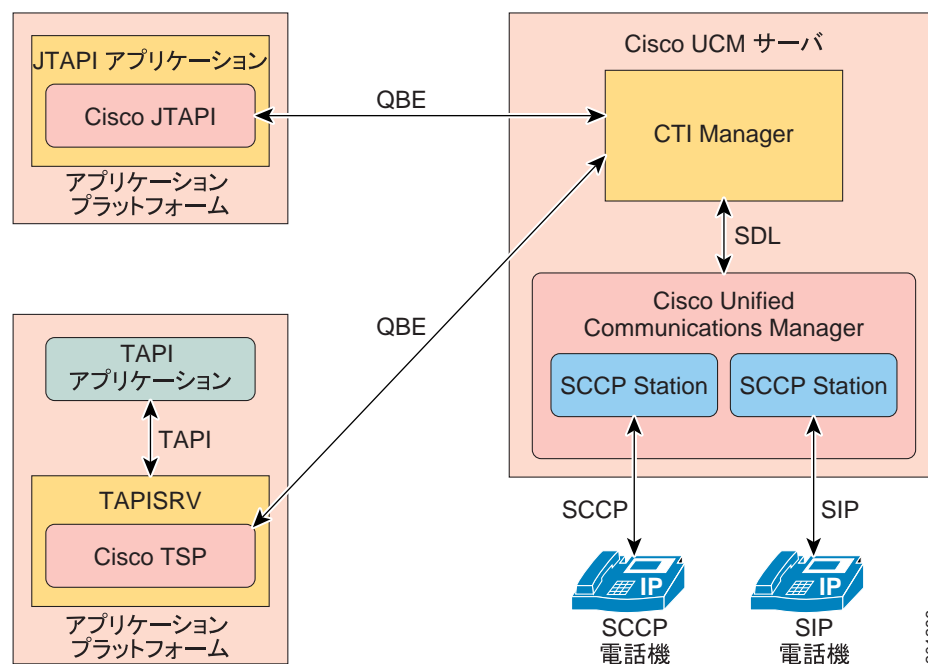 JTAPI アプリケーション
Cisco JTAPI
アプリケーション
プラットフォーム
QBE
Cisco UCM サーバ
CTI Manager
SDL
Cisco Unified
Communications Manager
SCCP Station
SCCP Station
QBE
TAPI
アプリケーション
TAPI
TAPISRV
Cisco TSP
アプリケーション
プラットフォーム
SCCP
SIP
IP
IP
SCCP
電話機
SIP
電話機